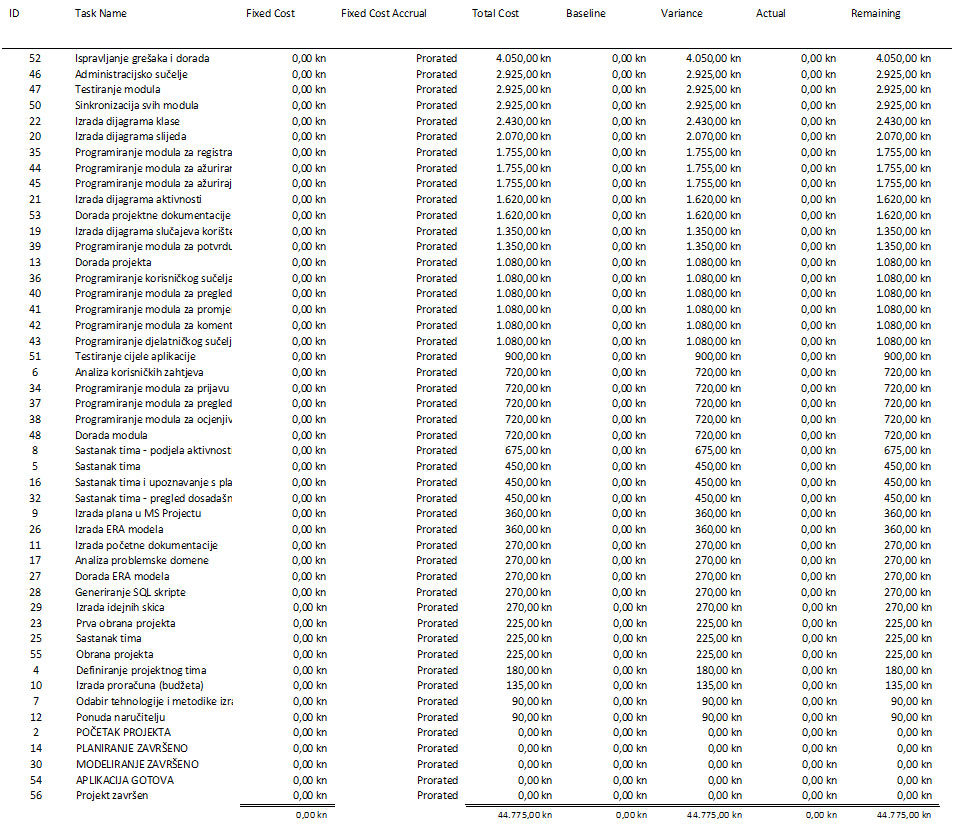 ID Task Name Fixed Cost Fixed Cost Accrual Total Cost Baseline Variance Actual Remaining
52 Ispravljanje grešaka i dorada 0,00 kn Prorated 4.050,00 kn 0,00 kn 4.050,00 kn 0,00 kn 4.050,00 kn
46 Administracijsko sučelje 0,00 kn Prorated 2.925,00 kn 0,00 kn 2.925,00 kn 0,00 kn 2.925,00 kn
47 Testiranje modula 0,00 kn Prorated 2.925,00 kn 0,00 kn 2.925,00 kn 0,00 kn 2.925,00 kn
50 Sinkronizacija svih modula 0,00 kn Prorated 2.925,00 kn 0,00 kn 2.925,00 kn 0,00 kn 2.925,00 kn
22 Izrada dijagrama klase 0,00 kn Prorated 2.430,00 kn 0,00 kn 2.430,00 kn 0,00 kn 2.430,00 kn
20 Izrada dijagrama slijeda 0,00 kn Prorated 2.070,00 kn 0,00 kn 2.070,00 kn 0,00 kn 2.070,00 kn
35 Programiranje modula za registra 0,00 kn Prorated 1.755,00 kn 0,00 kn 1.755,00 kn 0,00 kn 1.755,00 kn
44 Programiranje modula za ažurirar 0,00 kn Prorated 1.755,00 kn 0,00 kn 1.755,00 kn 0,00 kn 1.755,00 kn
45 Programiranje modula za ažuriraj 0,00 kn Prorated 1.755,00 kn 0,00 kn 1.755,00 kn 0,00 kn 1.755,00 kn
21 Izrada dijagrama aktivnosti 0,00 kn Prorated 1.620,00 kn 0,00 kn 1.620,00 kn 0,00 kn 1.620,00 kn
53 Dorada projektne dokumentacije 0,00 kn Prorated 1.620,00 kn 0,00 kn 1.620,00 kn 0,00 kn 1.620,00 kn
19 Izrada dijagrama slučajeva korište 0,00 kn Prorated 1.350,00 kn 0,00 kn 1.350,00 kn 0,00 kn 1.350,00 kn
39 Programiranje modula za potvrdu 0,00 kn Prorated 1.350,00 kn 0,00 kn 1.350,00 kn 0,00 kn 1.350,00 kn
13 Dorada projekta 0,00 kn Prorated 1.080,00 kn 0,00 kn 1.080,00 kn 0,00 kn 1.080,00 kn
36 Programiranje korisničkog sučelja 0,00 kn Prorated 1.080,00 kn 0,00 kn 1.080,00 kn 0,00 kn 1.080,00 kn
40 Programiranje modula za pregled 0,00 kn Prorated 1.080,00 kn 0,00 kn 1.080,00 kn 0,00 kn 1.080,00 kn
41 Programiranje modula za promje 0,00 kn Prorated 1.080,00 kn 0,00 kn 1.080,00 kn 0,00 kn 1.080,00 kn
42 Programiranje modula za koment 0,00 kn Prorated 1.080,00 kn 0,00 kn 1.080,00 kn 0,00 kn 1.080,00 kn
43 Programiranje djelatničkog sučelj 0,00 kn Prorated 1.080,00 kn 0,00 kn 1.080,00 kn 0,00 kn 1.080,00 kn
51 Testiranje cijele aplikacije 0,00 kn Prorated 900,00 kn 0,00 kn 900,00 kn 0,00 kn 900,00 kn
6 Analiza korisničkih zahtjeva 0,00 kn Prorated 720,00 kn 0,00 kn 720,00 kn 0,00 kn 720,00 kn
34 Programiranje modula za prijavu 0,00 kn Prorated 720,00 kn 0,00 kn 720,00 kn 0,00 kn 720,00 kn
37 Programiranje modula za pregled 0,00 kn Prorated 720,00 kn 0,00 kn 720,00 kn 0,00 kn 720,00 kn
38 Programiranje modula za ocjenjiv 0,00 kn Prorated 720,00 kn 0,00 kn 720,00 kn 0,00 kn 720,00 kn
48 Dorada modula 0,00 kn Prorated 720,00 kn 0,00 kn 720,00 kn 0,00 kn 720,00 kn
8 Sastanak tima - podjela aktivnosti 0,00 kn Prorated 675,00 kn 0,00 kn 675,00 kn 0,00 kn 675,00 kn
5 Sastanak tima 0,00 kn Prorated 450,00 kn 0,00 kn 450,00 kn 0,00 kn 450,00 kn
16 Sastanak tima i upoznavanje s pla 0,00 kn Prorated 450,00 kn 0,00 kn 450,00 kn 0,00 kn 450,00 kn
32 Sastanak tima - pregled dosadašn 0,00 kn Prorated 450,00 kn 0,00 kn 450,00 kn 0,00 kn 450,00 kn
9 Izrada plana u MS Projectu 0,00 kn Prorated 360,00 kn 0,00 kn 360,00 kn 0,00 kn 360,00 kn
26 Izrada ERA modela 0,00 kn Prorated 360,00 kn 0,00 kn 360,00 kn 0,00 kn 360,00 kn
11 Izrada početne dokumentacije 0,00 kn Prorated 270,00 kn 0,00 kn 270,00 kn 0,00 kn 270,00 kn
17 Analiza problemske domene 0,00 kn Prorated 270,00 kn 0,00 kn 270,00 kn 0,00 kn 270,00 kn
27 Dorada ERA modela 0,00 kn Prorated 270,00 kn 0,00 kn 270,00 kn 0,00 kn 270,00 kn
28 Generiranje SQL skripte 0,00 kn Prorated 270,00 kn 0,00 kn 270,00 kn 0,00 kn 270,00 kn
29 Izrada idejnih skica 0,00 kn Prorated 270,00 kn 0,00 kn 270,00 kn 0,00 kn 270,00 kn
23 Prva obrana projekta 0,00 kn Prorated 225,00 kn 0,00 kn 225,00 kn 0,00 kn 225,00 kn
25 Sastanak tima 0,00 kn Prorated 225,00 kn 0,00 kn 225,00 kn 0,00 kn 225,00 kn
55 Obrana projekta 0,00 kn Prorated 225,00 kn 0,00 kn 225,00 kn 0,00 kn 225,00 kn
4 Definiranje projektnog tima 0,00 kn Prorated 180,00 kn 0,00 kn 180,00 kn 0,00 kn 180,00 kn
10 Izrada proračuna (budžeta) 0,00 kn Prorated 135,00 kn 0,00 kn 135,00 kn 0,00 kn 135,00 kn
7 Odabir tehnologije i metodike izra 0,00 kn Prorated 90,00 kn 0,00 kn 90,00 kn 0,00 kn 90,00 kn
12 Ponuda naručitelju 0,00 kn Prorated 90,00 kn 0,00 kn 90,00 kn 0,00 kn 90,00 kn
2 POČETAK PROJEKTA 0,00 kn Prorated 0,00 kn 0,00 kn 0,00 kn 0,00 kn 0,00 kn
14 PLANIRANJE ZAVRŠENO 0,00 kn Prorated 0,00 kn 0,00 kn 0,00 kn 0,00 kn 0,00 kn
30 MODELIRANJE ZAVRŠENO 0,00 kn Prorated 0,00 kn 0,00 kn 0,00 kn 0,00 kn 0,00 kn
54 APLIKACIJA GOTOVA 0,00 kn Prorated 0,00 kn 0,00 kn 0,00 kn 0,00 kn 0,00 kn
56 Projekt završen 0,00 kn Prorated 0,00 kn 0,00 kn 0,00 kn 0,00 kn 0,00 kn
0,00 kn 44.775,00 kn 0,00 kn 44.775,00 kn 0,00 kn 44.775,00 kn